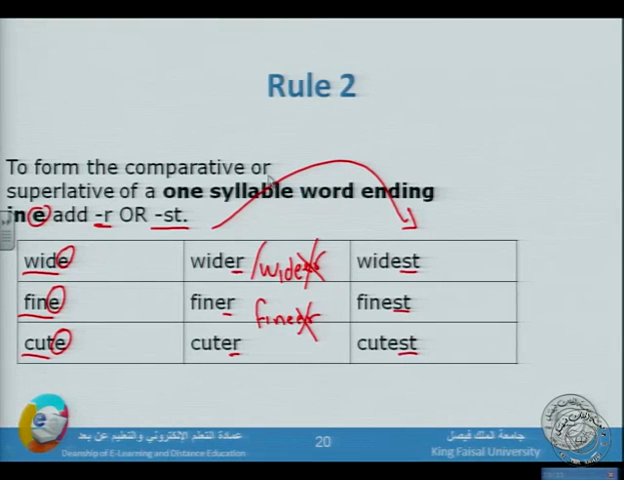 Rule 2
To form the comparative or
superlative of a one syllable word ending
in e add -r OR -st.
wide wider widest
fine finer finest
cute cuter cutest
عمادة التعلم الإلكتروني والتعليم عن بعد
Deanship of E-Learning and Distance Education
20
جامعة الملك فيصل
King Faisal University